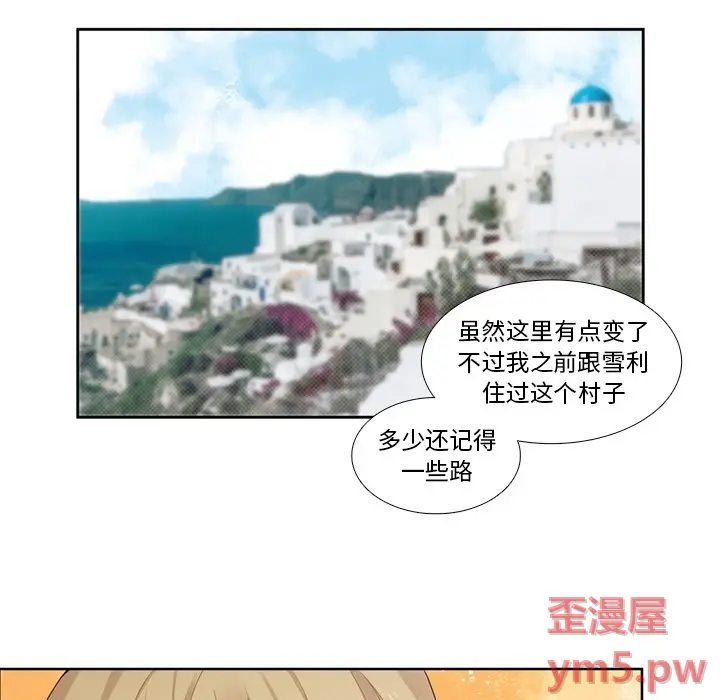 虽然这里有点变了
不过我之前跟雪利
住过这个村子
多少还记得
一些路
歪漫屋
ym5.pw